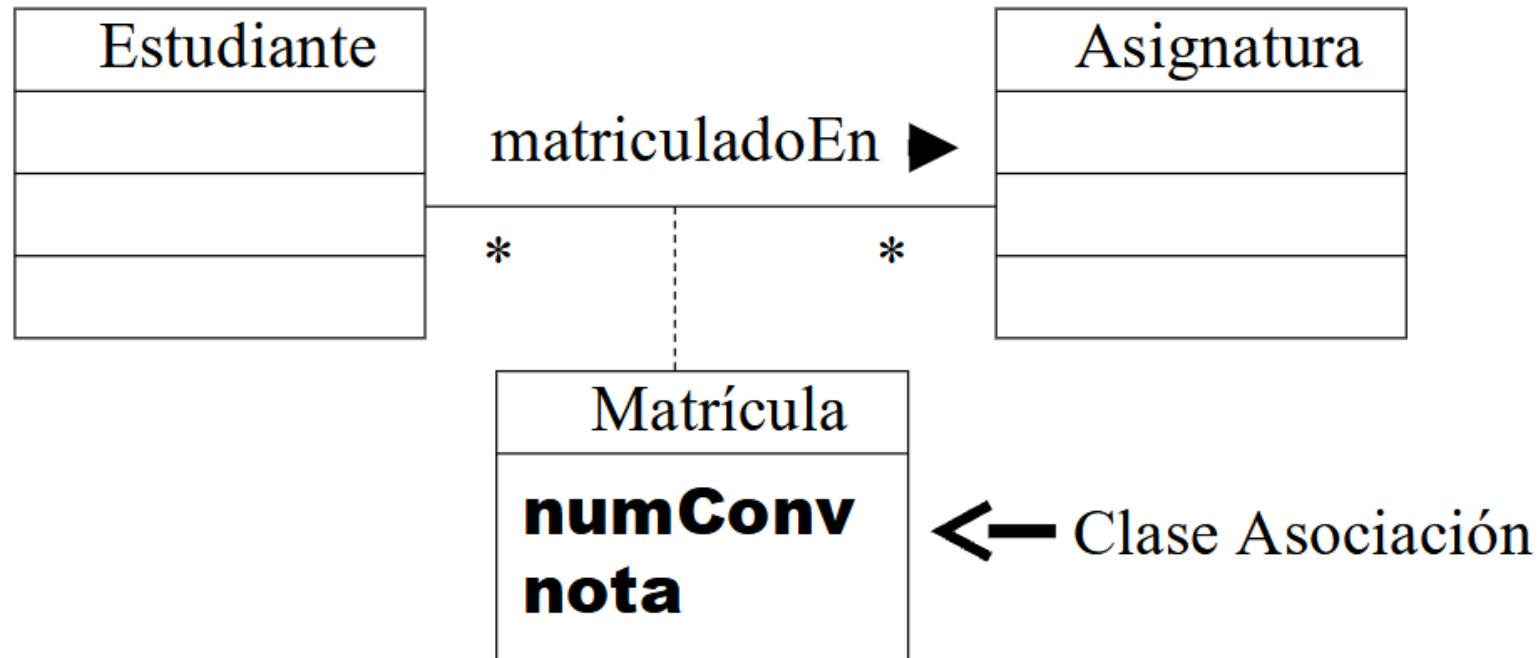 Estudiante
Asignatura
matriculadoEn
*
*
Matrícula
numConv
nota
Clase Asociación